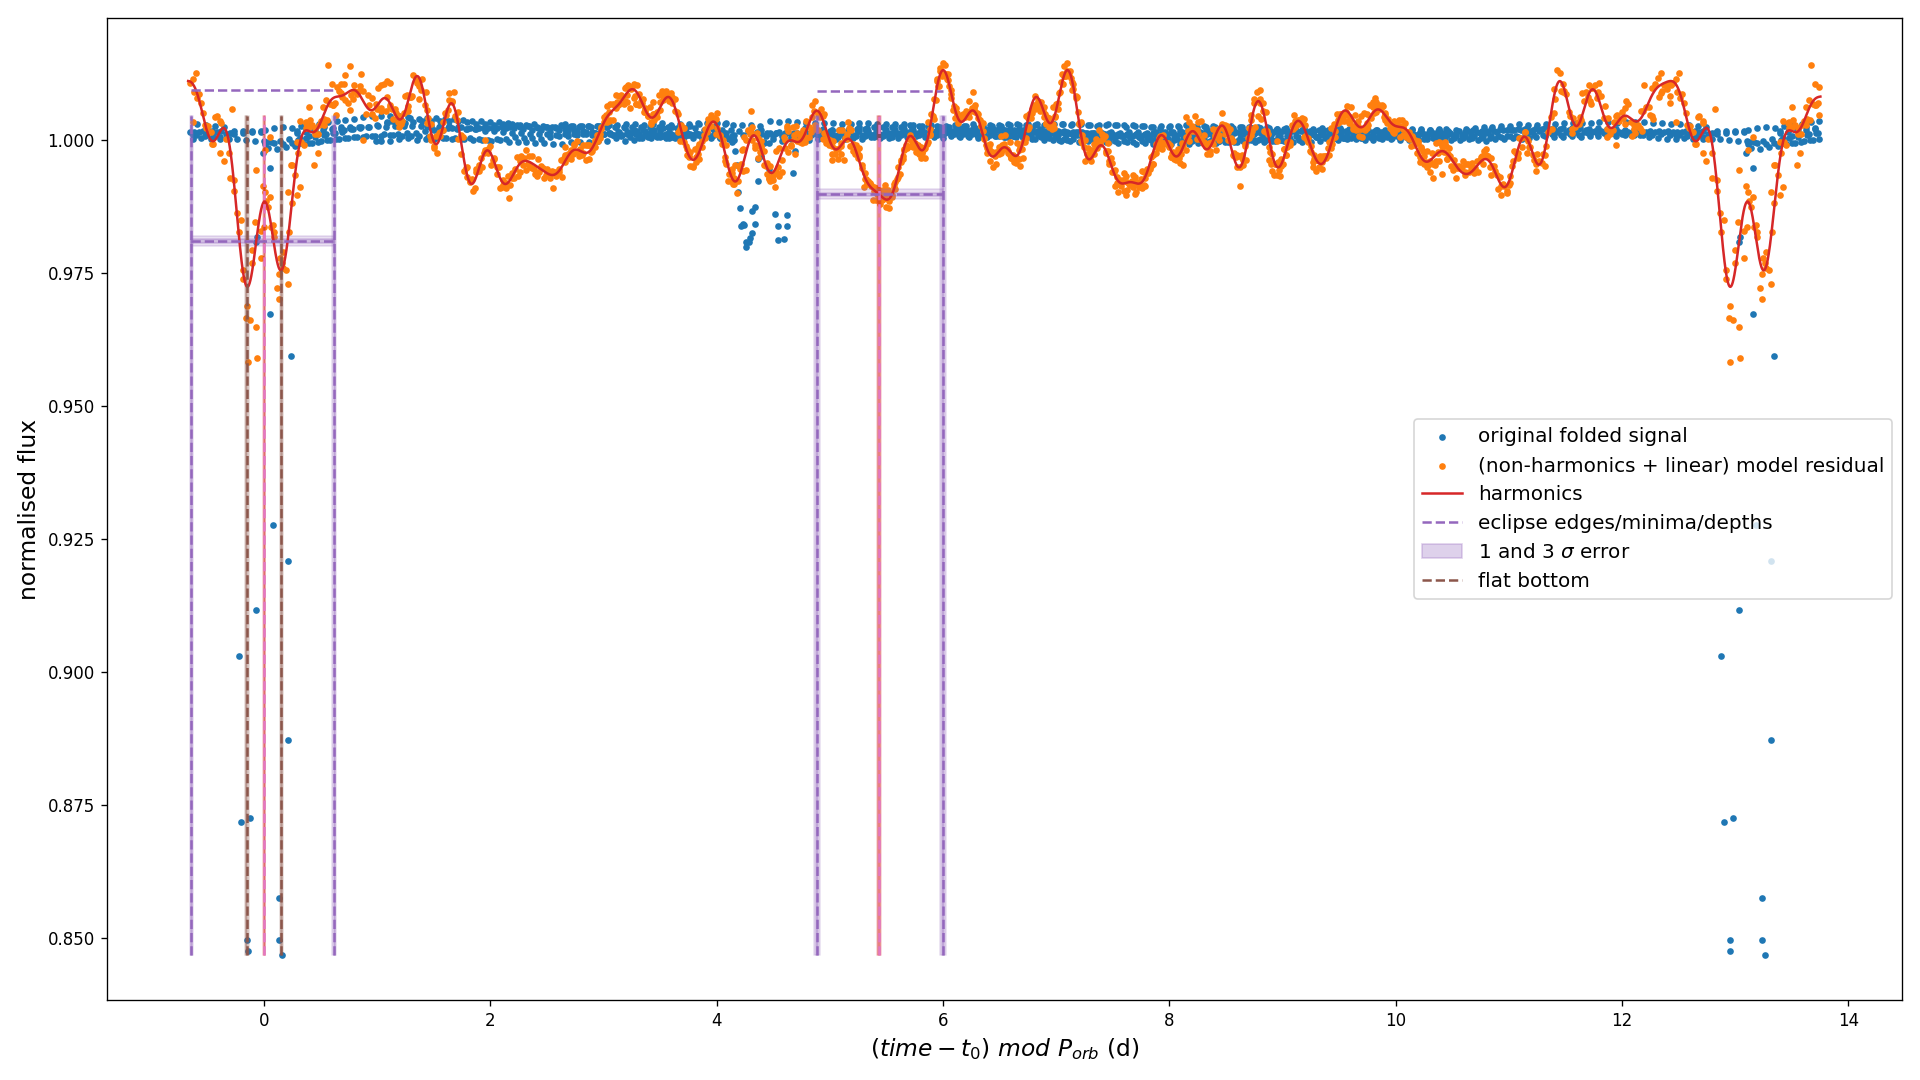 normalised flux
1.000
0.975
0.950
0.925
0.900
0.875
0.850
original folded signal
(non-harmonics + linear) model residual
harmonics
eclipse edges/minima/depths
1 and 3 σ error
flat bottom
0 2 4 6 8 10 12 14
(time − t₀) mod P_orb (d)